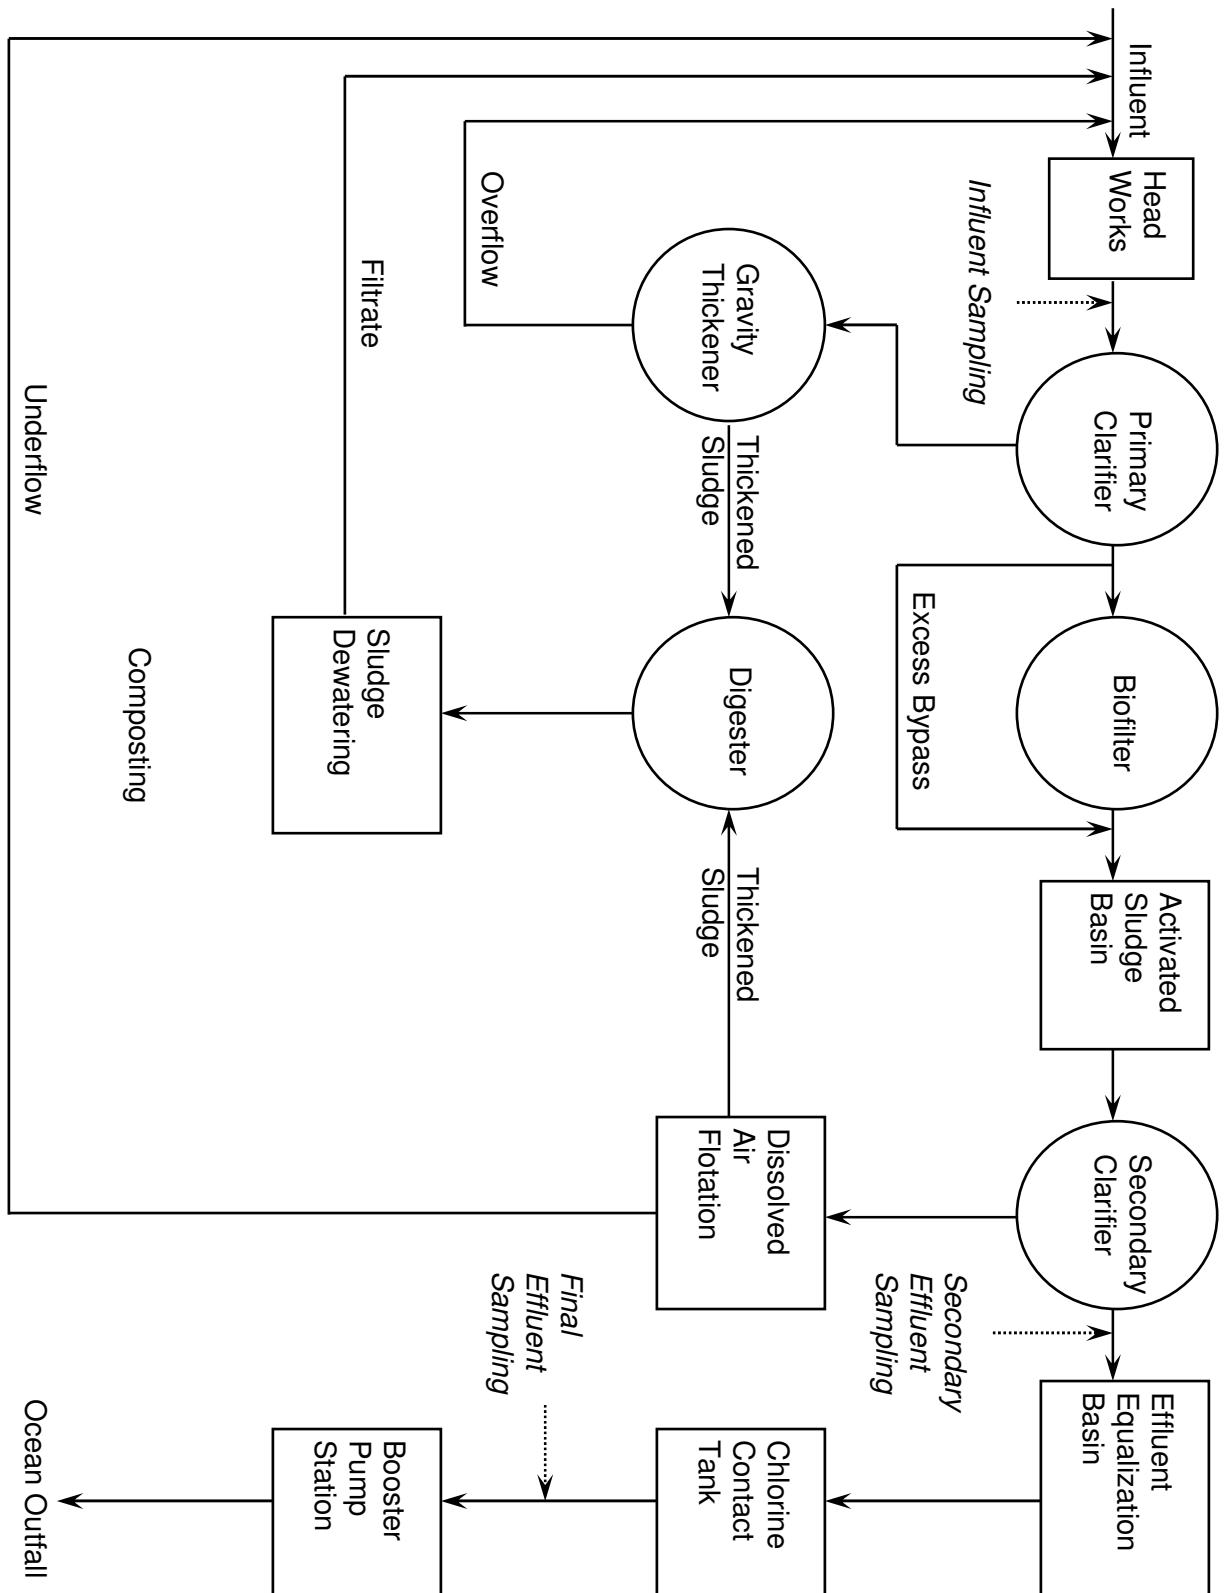 Influent
Head
Works
Influent Sampling
Primary
Clarifier
Biofilter
Excess Bypass
Activated
Sludge
Basin
Secondary
Clarifier
Secondary
Effluent
Sampling
Effluent
Equalization
Basin
Gravity
Thickener
Overflow
Thickened
Sludge
Digester
Thickened
Sludge
Dissolved
Air
Flotation
Chlorine
Contact
Tank
Final
Effluent
Sampling
Filtrate
Sludge
Dewatering
Booster
Pump
Station
Composting
Underflow
Ocean Outfall